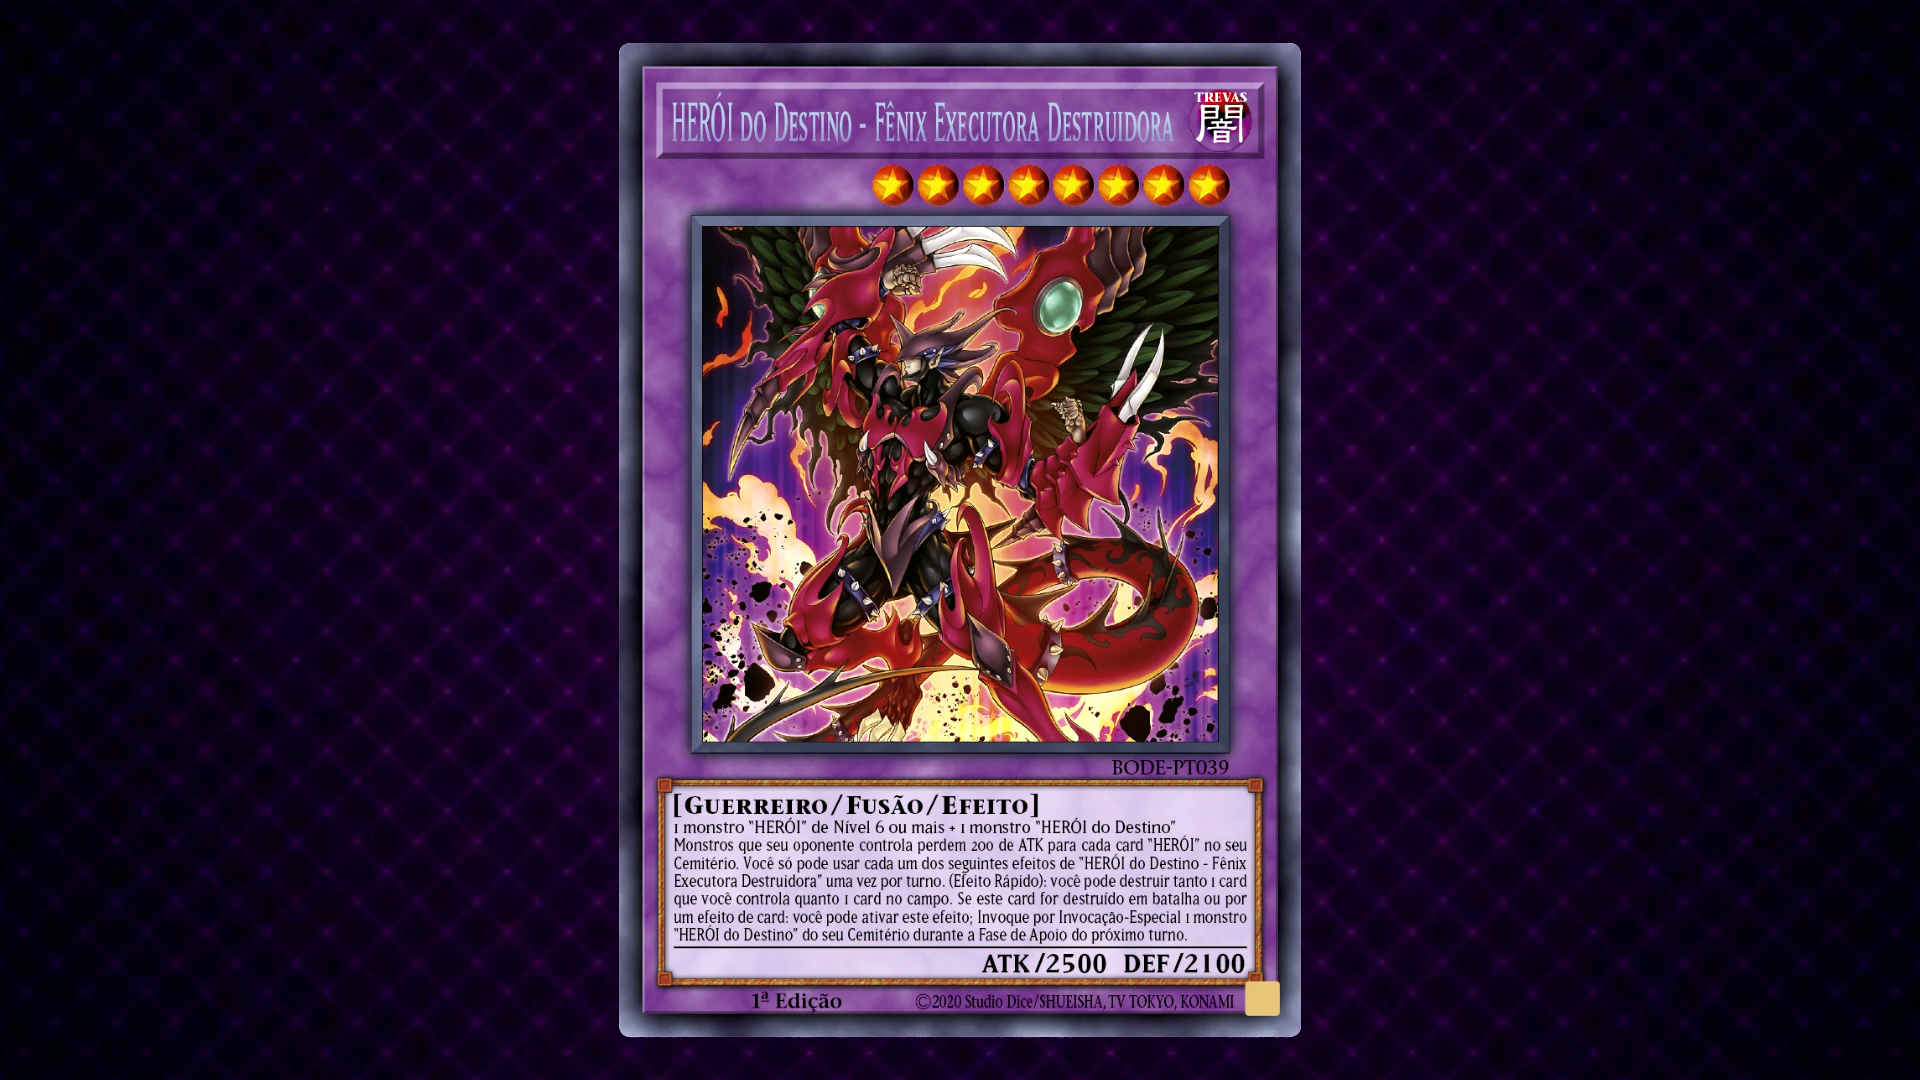 HERÓI do Destino - Fênix Executora Destruidora
TREVAS
闇
BODE-PT039
[Guerreiro/Fusão/Efeito]
1 monstro "HERÓI" de Nível 6 ou mais + 1 monstro "HERÓI do Destino"
Monstros que seu oponente controla perdem 200 de ATK para cada card "HERÓI" no seu
Cemitério. Você só pode usar cada um dos seguintes efeitos de "HERÓI do Destino - Fênix
Executora Destruidora" uma vez por turno. (Efeito Rápido): você pode destruir tanto 1 card
que você controla quanto 1 card no campo. Se este card for destruído em batalha ou por
um efeito de card: você pode ativar este efeito; Invoque por Invocação-Especial 1 monstro
"HERÓI do Destino" do seu Cemitério durante a Fase de Apoio do próximo turno.
ATK/2500 DEF/2100
1ª Edição
©2020 Studio Dice/SHUEISHA, TV TOKYO, KONAMI